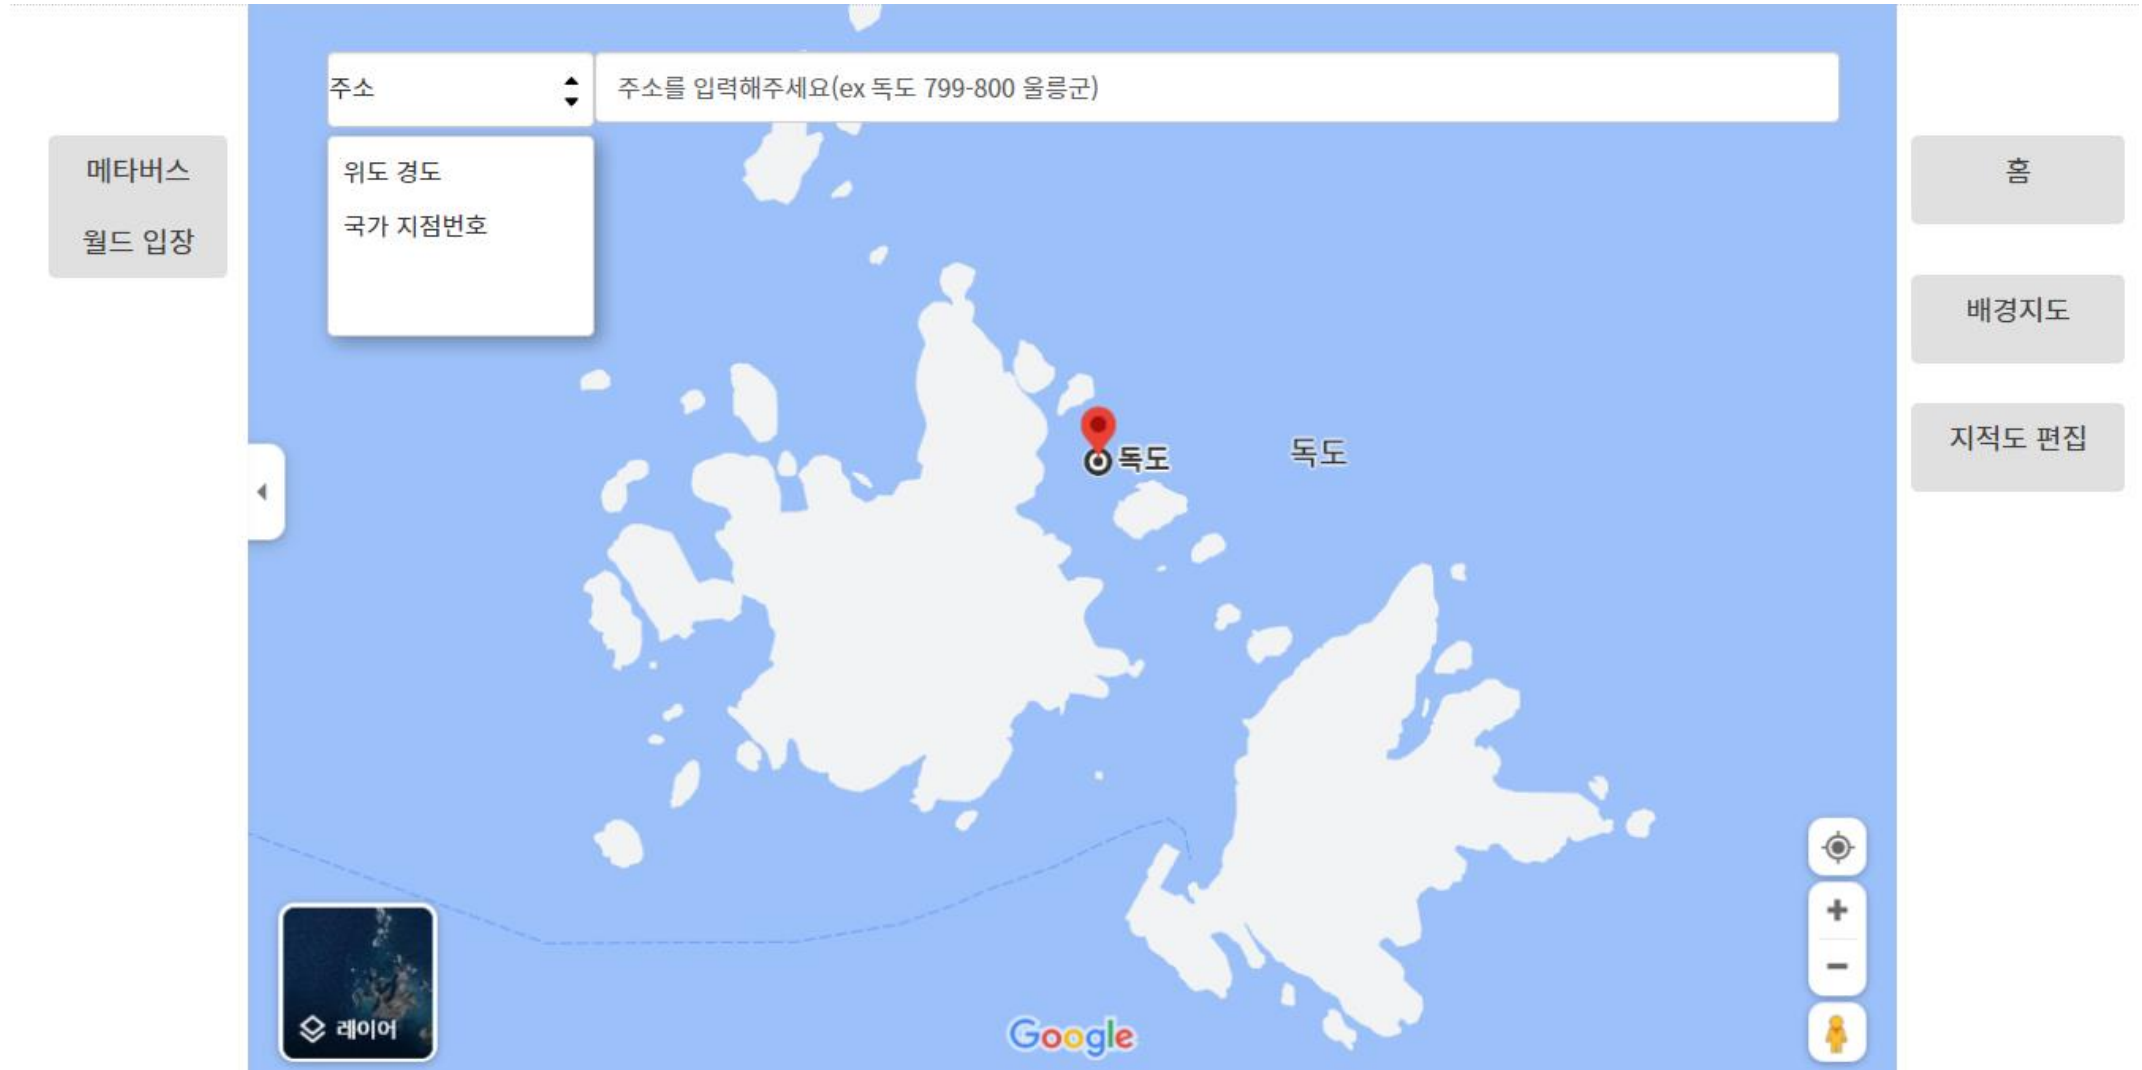 주소
주소를 입력해주세요(ex 독도 799-800 울릉군)
메타버스
월드 입장
위도 경도
국가 지점번호
홈
배경지도
지적도 편집
독도
독도
레이어
Google